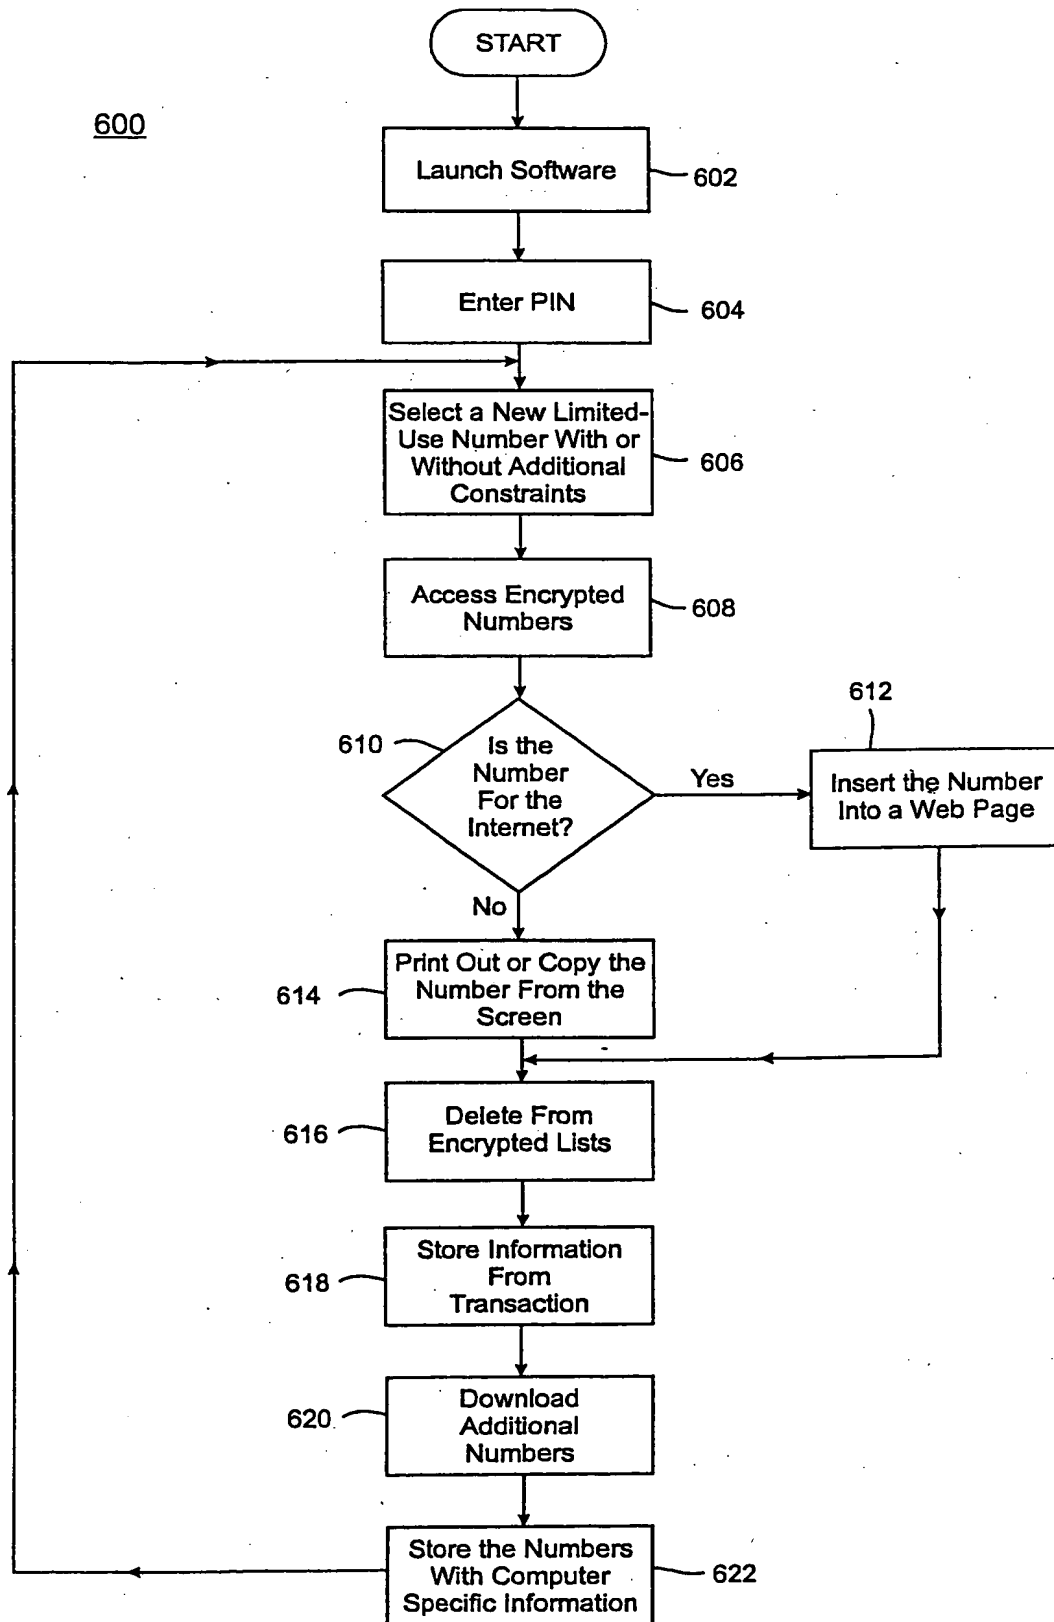 START
600
Launch Software
602
Enter PIN
604
Select a New Limited-
Use Number With or
Without Additional
Constraints
606
Access Encrypted
Numbers
608
610
Is the
Number
For the
Internet?
Yes
612
Insert the Number
Into a Web Page
No
Print Out or Copy the
Number From the
Screen
614
Delete From
Encrypted Lists
616
Store Information
From
Transaction
618
Download
Additional
Numbers
620
Store the Numbers
With Computer
Specific Information
622